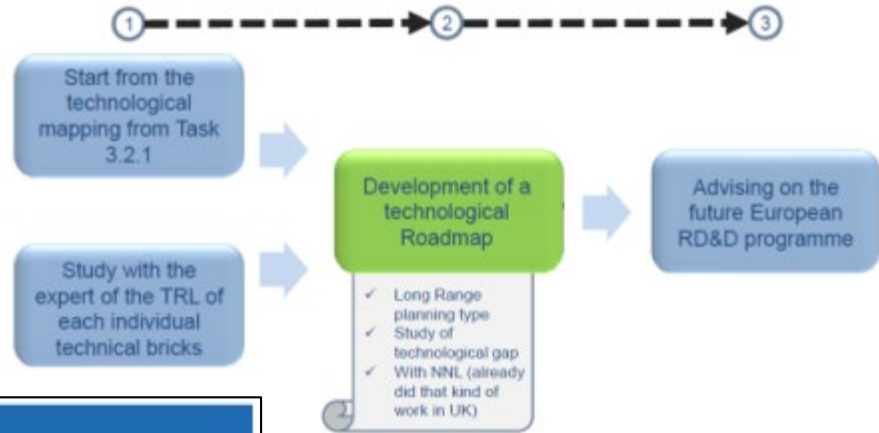 1
2
3
Start from the
technological
mapping from Task
3.2.1
Study with the
expert of the TRL of
each individual
technical bricks
Development of a
technological
Roadmap
✓ Long Range
planning type
✓ Study of
technological gap
✓ With NNL (already
did that kind of
work in UK)
Advising on the
future European
RD&D programme